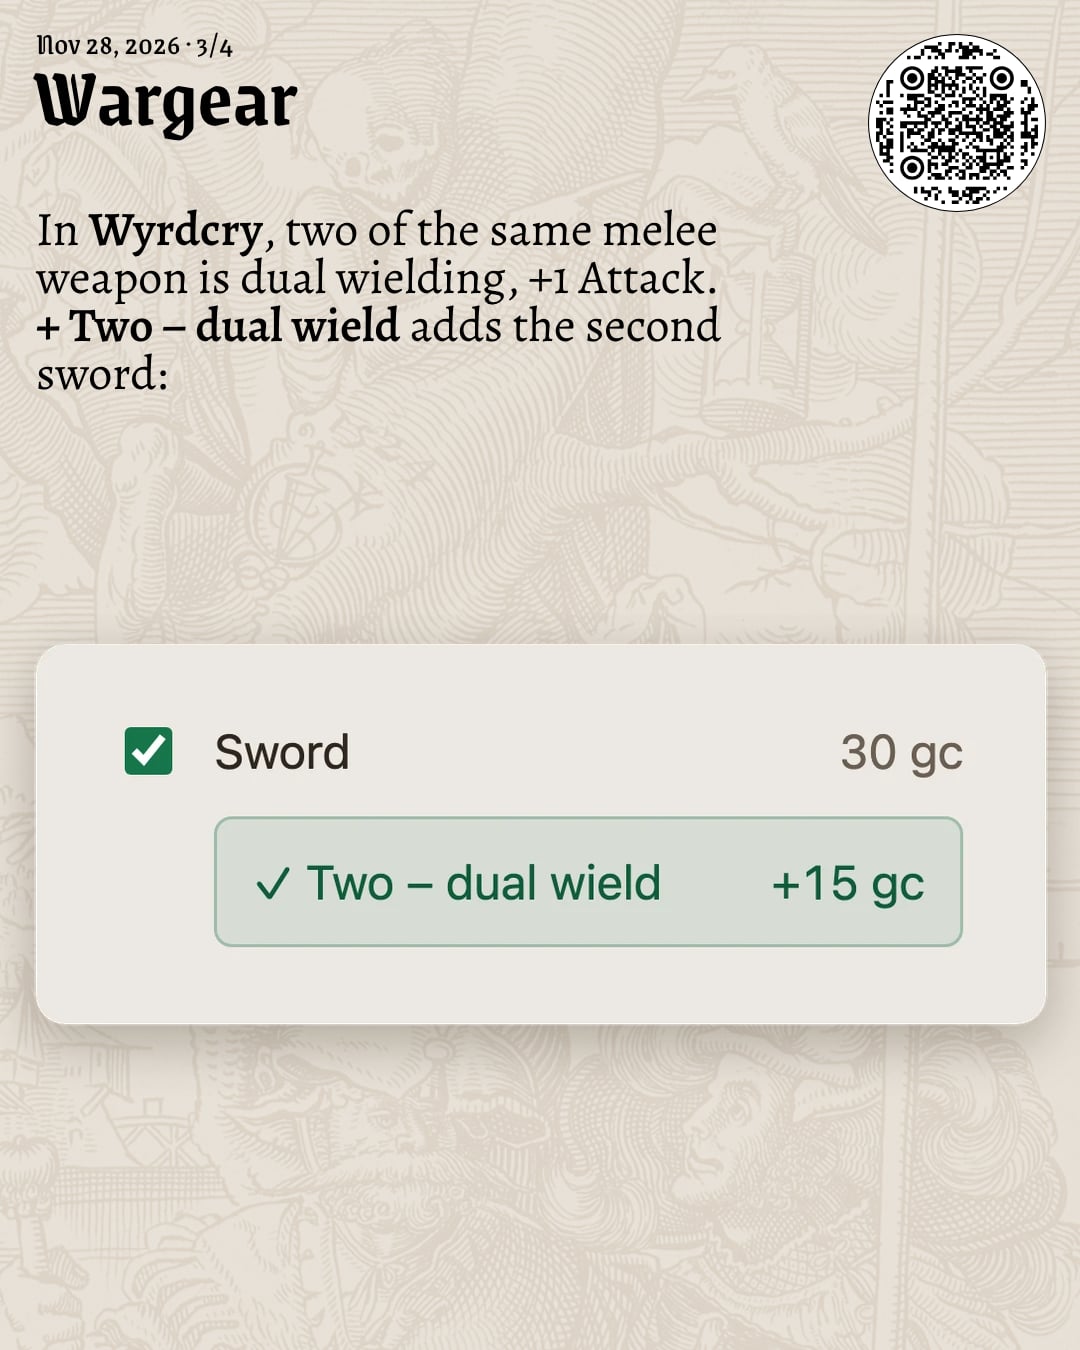 Nov 28, 2026 · 3/4
Wargear
In Wyrdcry, two of the same melee
weapon is dual wielding, +1 Attack.
+ Two – dual wield adds the second
sword:
Sword 30 gc
✓ Two – dual wield +15 gc